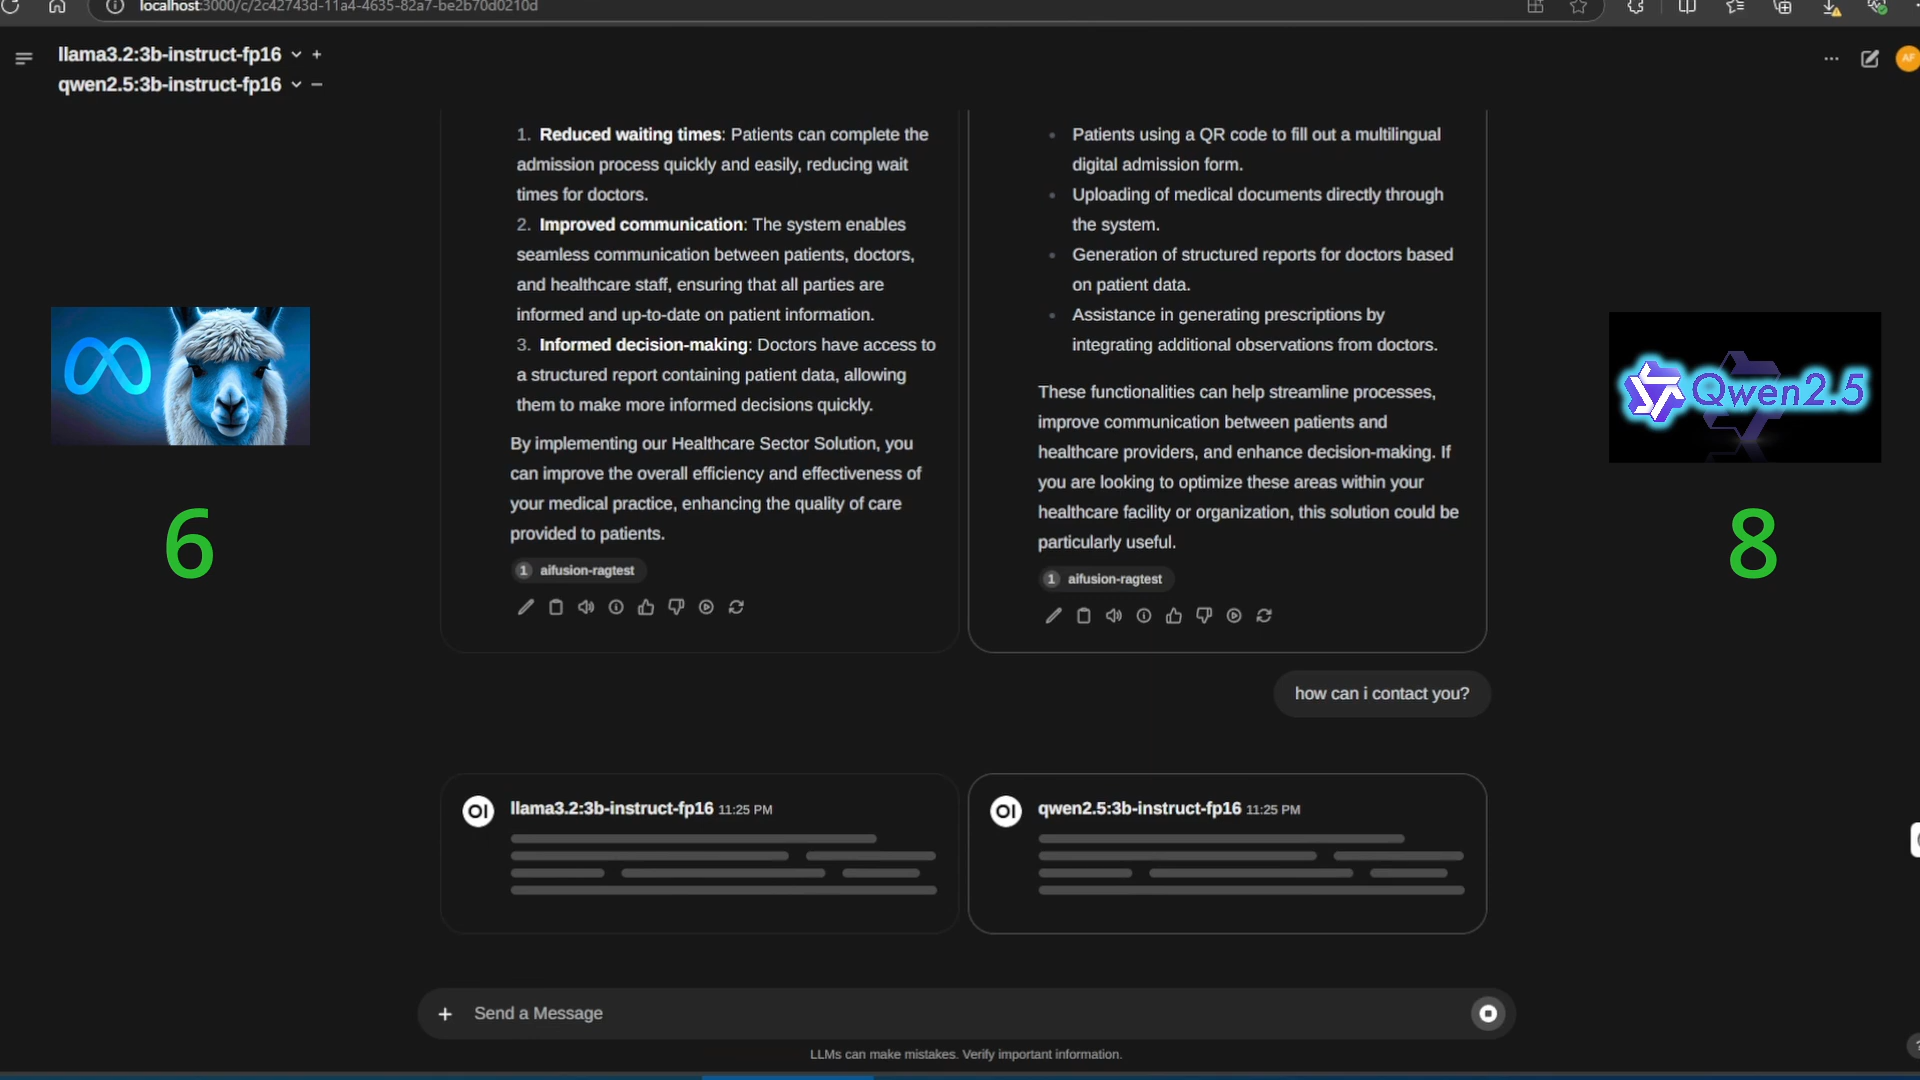 localhost:3000/c/2c42743d-11a4-4635-82a7-be2b70d0210d
llama3.2:3b-instruct-fp16
qwen2.5:3b-instruct-fp16
AF
1. Reduced waiting times: Patients can complete the
admission process quickly and easily, reducing wait
times for doctors.
2. Improved communication: The system enables
seamless communication between patients, doctors,
and healthcare staff, ensuring that all parties are
informed and up-to-date on patient information.
3. Informed decision-making: Doctors have access to
a structured report containing patient data, allowing
them to make more informed decisions quickly.
By implementing our Healthcare Sector Solution, you
can improve the overall efficiency and effectiveness of
your medical practice, enhancing the quality of care
provided to patients.
1 aifusion-ragtest
Patients using a QR code to fill out a multilingual
digital admission form.
Uploading of medical documents directly through
the system.
Generation of structured reports for doctors based
on patient data.
Assistance in generating prescriptions by
integrating additional observations from doctors.
These functionalities can help streamline processes,
improve communication between patients and
healthcare providers, and enhance decision-making. If
you are looking to optimize these areas within your
healthcare facility or organization, this solution could be
particularly useful.
1 aifusion-ragtest
6
Qwen2.5
8
how can i contact you?
OI llama3.2:3b-instruct-fp16 11:25 PM
OI qwen2.5:3b-instruct-fp16 11:25 PM
Send a Message
LLMs can make mistakes. Verify important information.